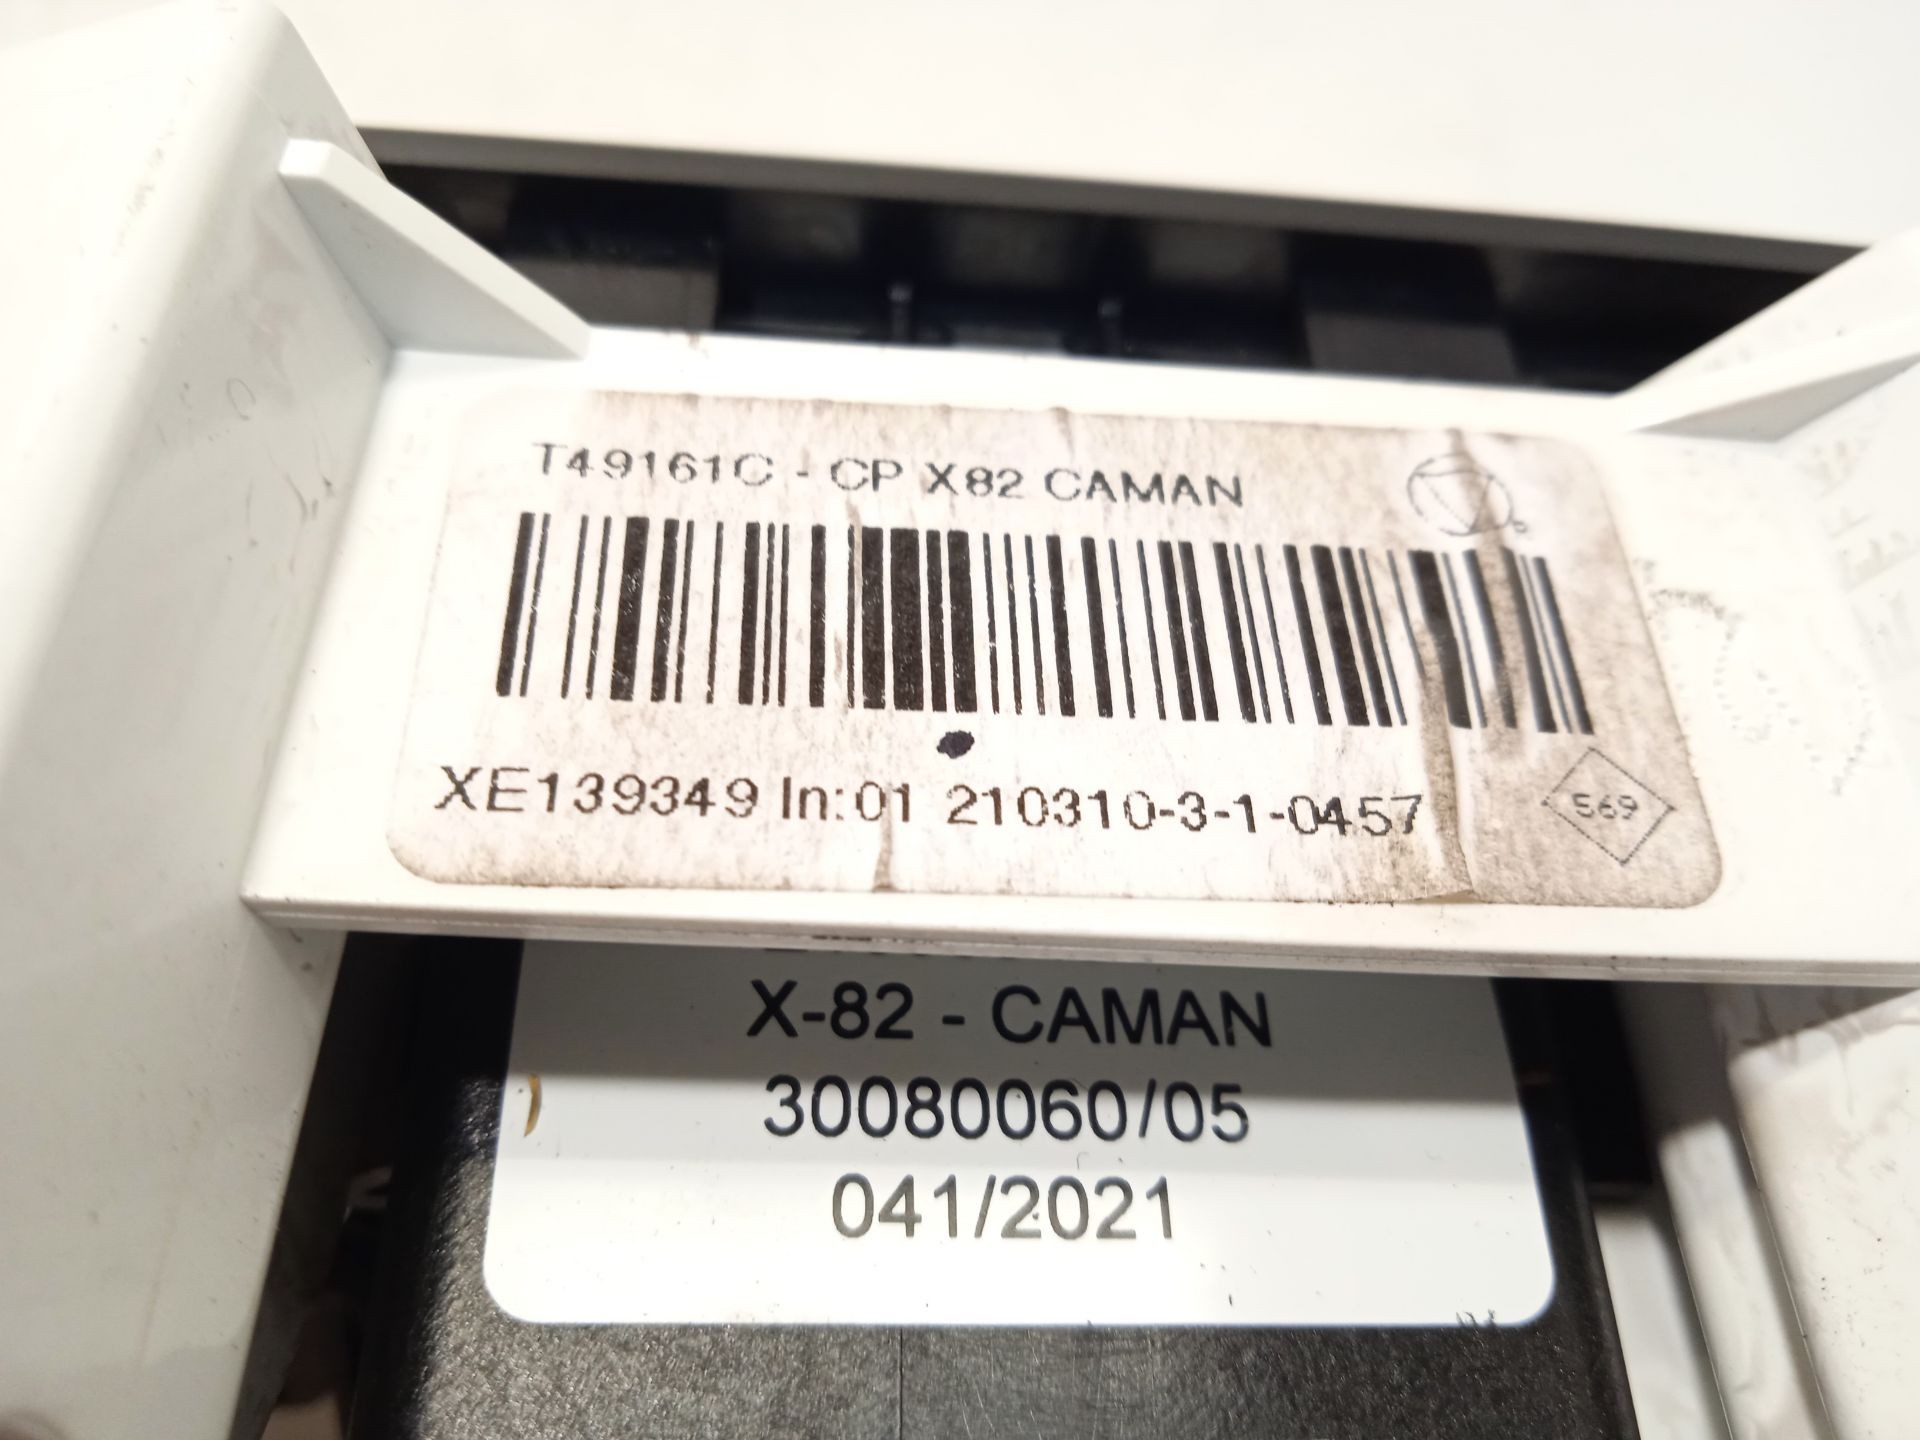 T49161C - CP X82 CAMAN
XE139349 In:01 210310-3-1-0457
569
X-82 - CAMAN
30080060/05
041/2021